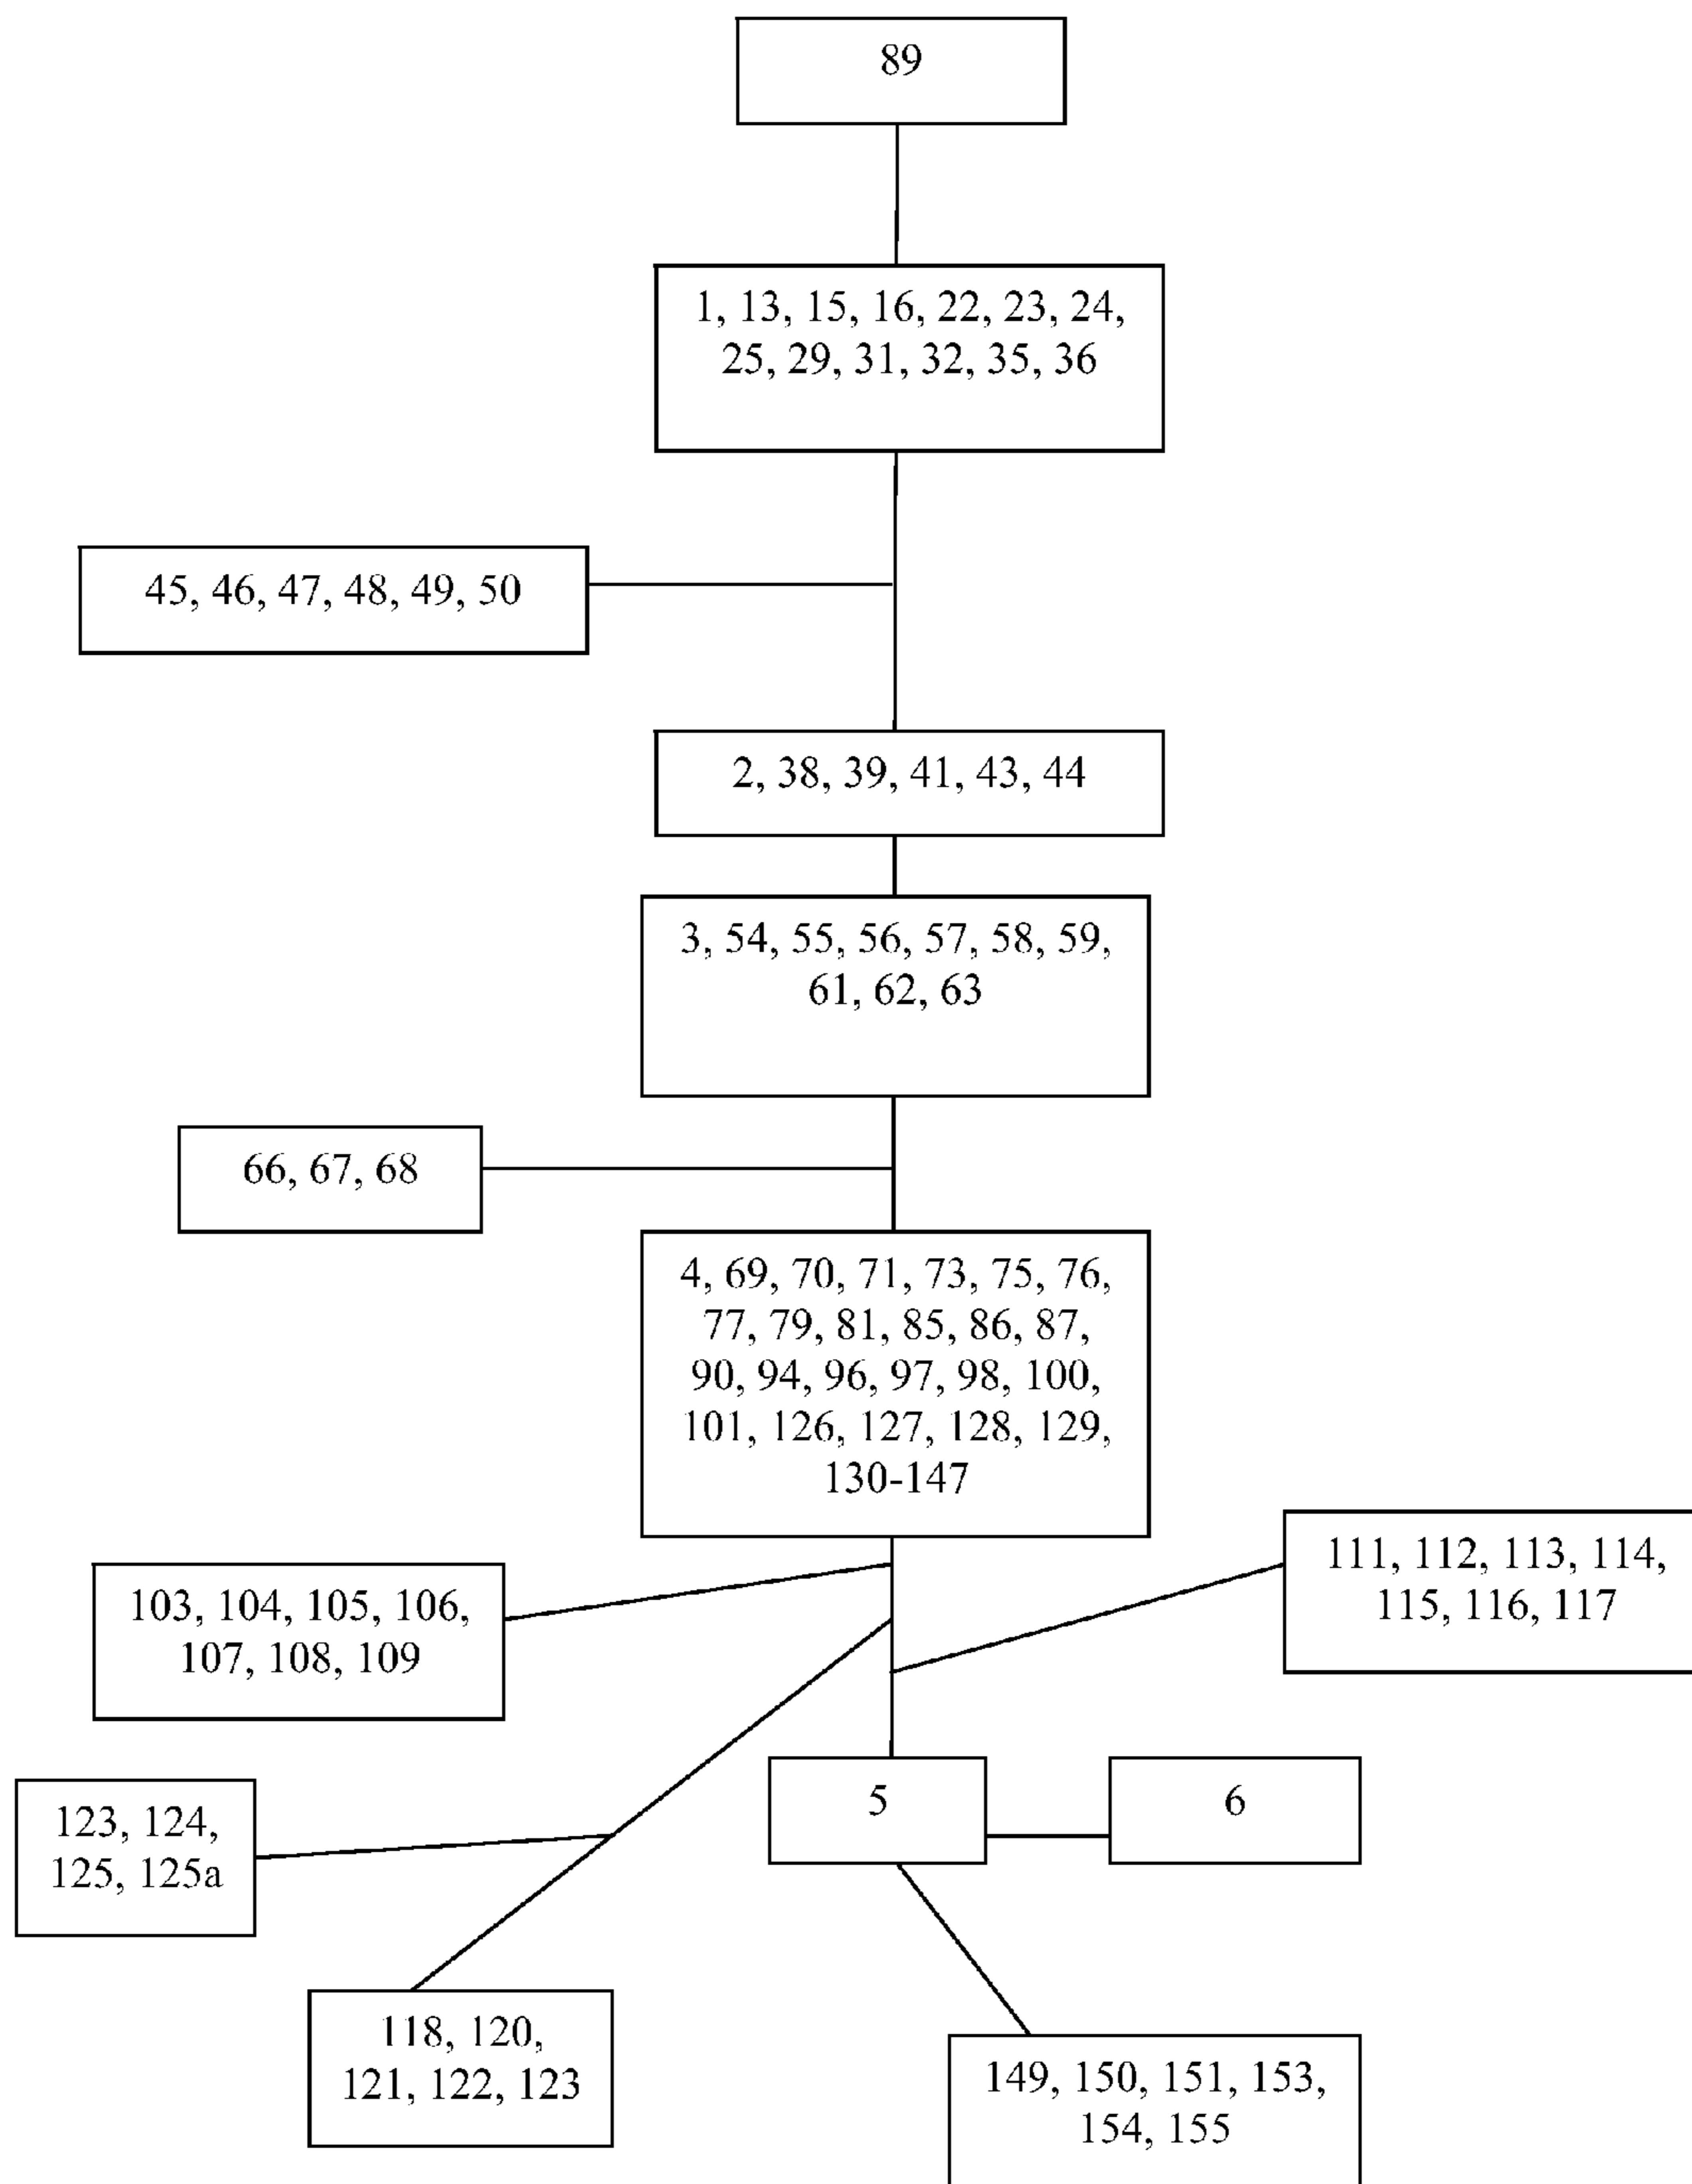 89
1, 13, 15, 16, 22, 23, 24,
25, 29, 31, 32, 35, 36
45, 46, 47, 48, 49, 50
2, 38, 39, 41, 43, 44
3, 54, 55, 56, 57, 58, 59,
61, 62, 63
66, 67, 68
4, 69, 70, 71, 73, 75, 76,
77, 79, 81, 85, 86, 87,
90, 94, 96, 97, 98, 100,
101, 126, 127, 128, 129,
130-147
103, 104, 105, 106,
107, 108, 109
111, 112, 113, 114,
115, 116, 117
5
6
123, 124,
125, 125a
118, 120,
121, 122, 123
149, 150, 151, 153,
154, 155